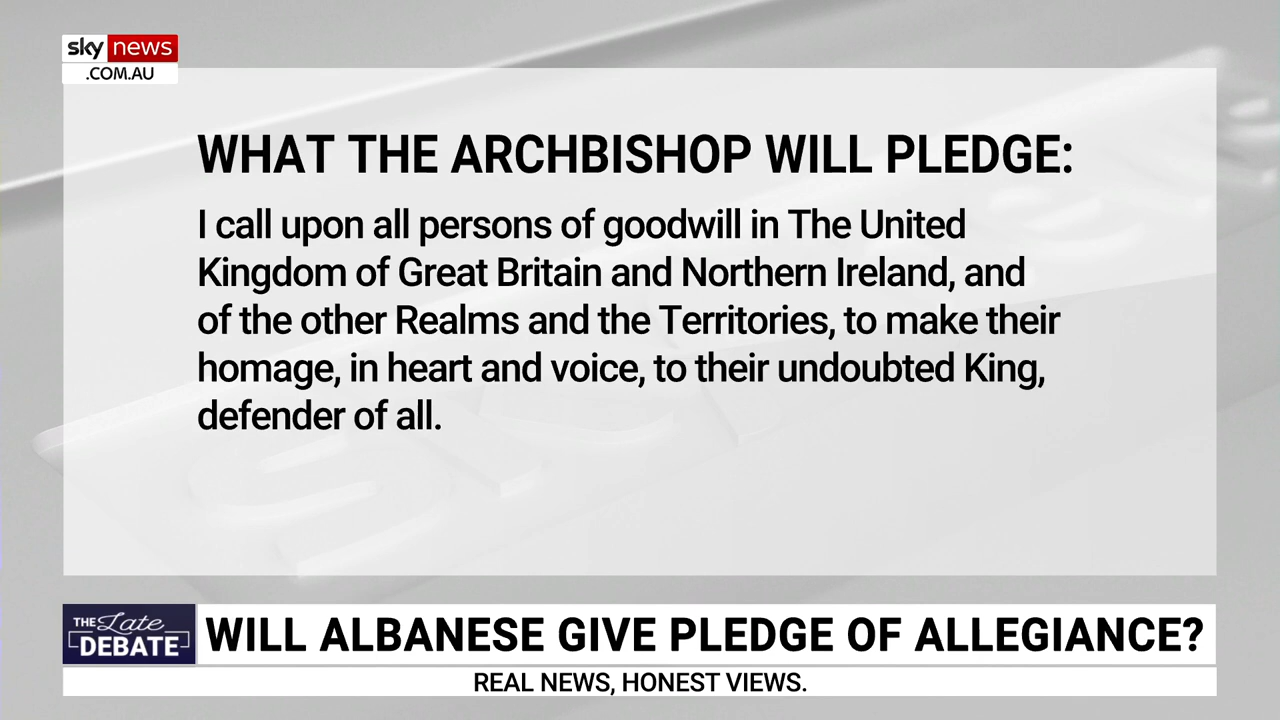 sky news
.COM.AU
WHAT THE ARCHBISHOP WILL PLEDGE:
I call upon all persons of goodwill in The United
Kingdom of Great Britain and Northern Ireland, and
of the other Realms and the Territories, to make their
homage, in heart and voice, to their undoubted King,
defender of all.
THE Late
DEBATE
WILL ALBANESE GIVE PLEDGE OF ALLEGIANCE?
REAL NEWS, HONEST VIEWS.